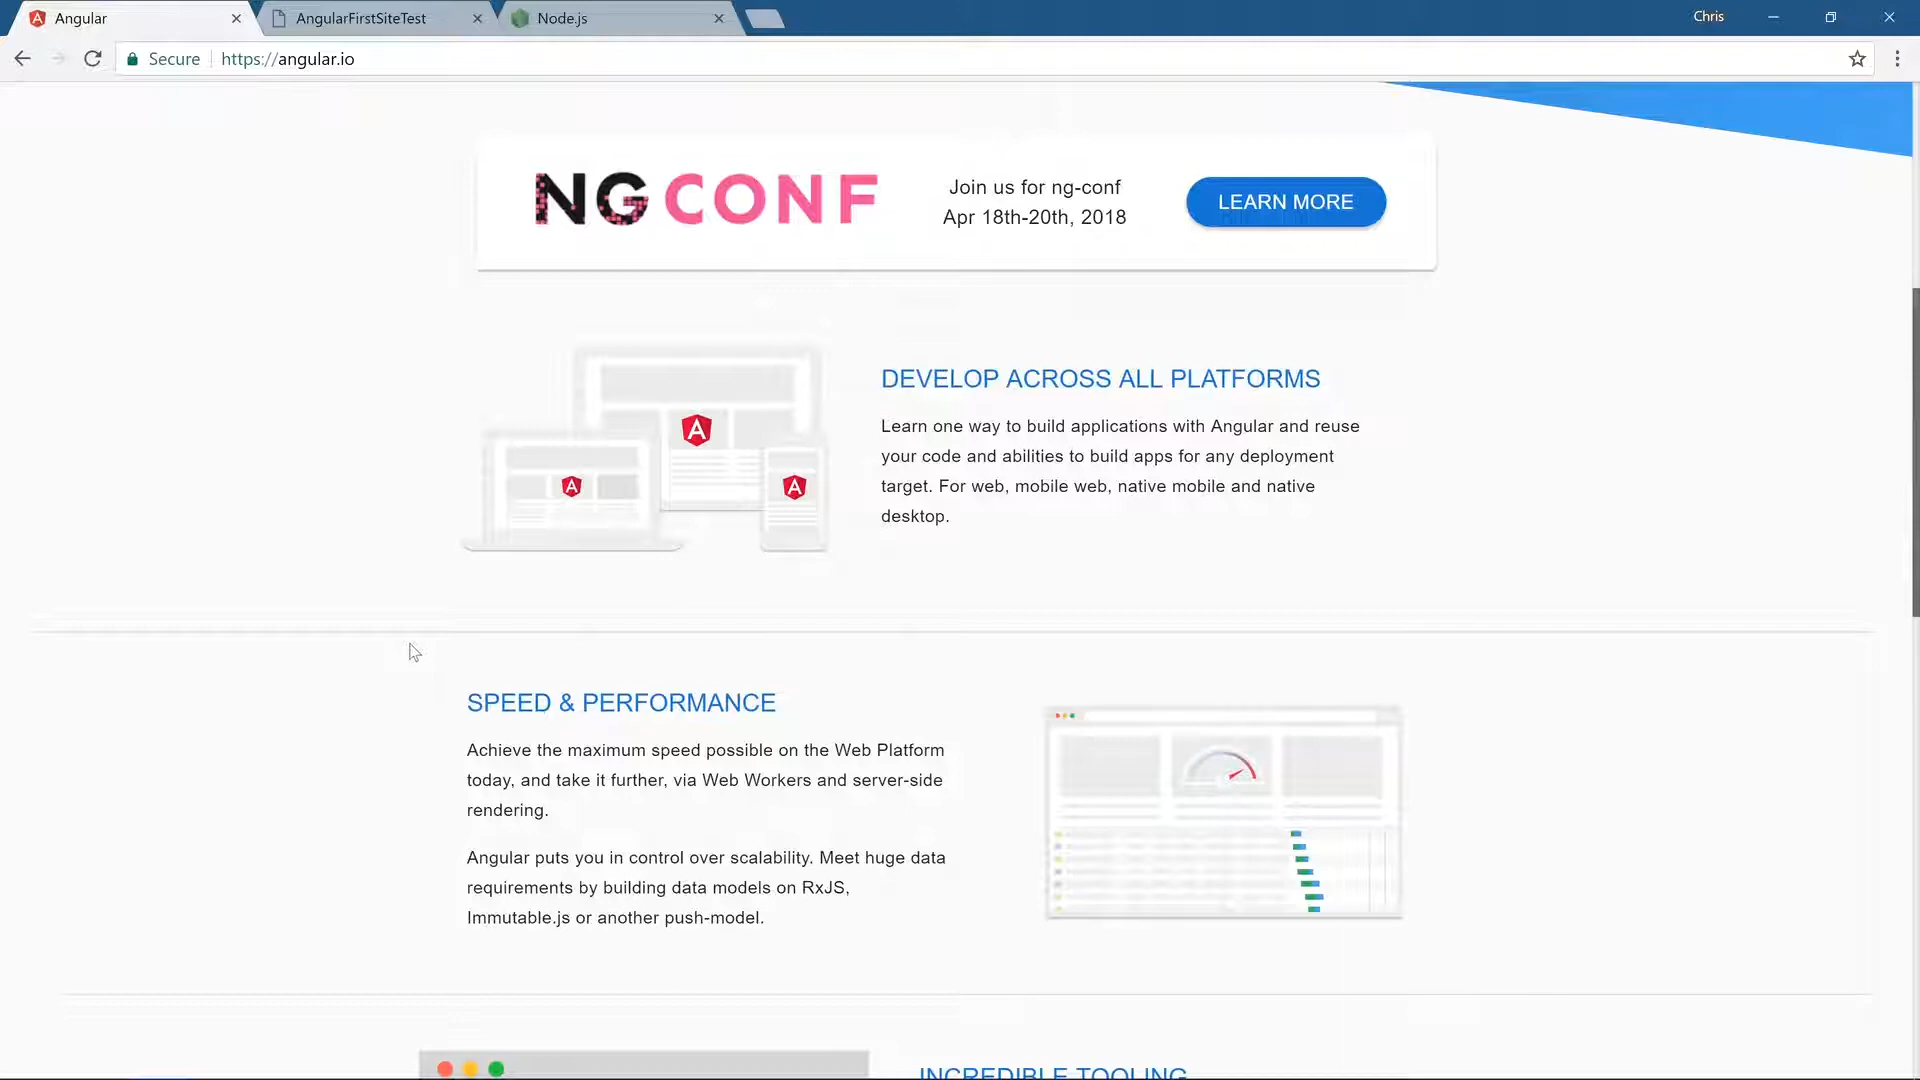 Angular
AngularFirstSiteTest
Node.js
Chris
Secure
https://angular.io
NG CONF
Join us for ng-conf
Apr 18th-20th, 2018
LEARN MORE
DEVELOP ACROSS ALL PLATFORMS
Learn one way to build applications with Angular and reuse
your code and abilities to build apps for any deployment
target. For web, mobile web, native mobile and native
desktop.
SPEED & PERFORMANCE
Achieve the maximum speed possible on the Web Platform
today, and take it further, via Web Workers and server-side
rendering.
Angular puts you in control over scalability. Meet huge data
requirements by building data models on RxJS,
Immutable.js or another push-model.
INCREDIBLE TOOLING